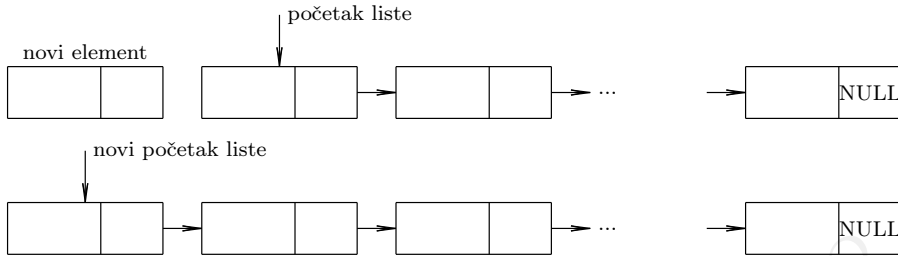 početak liste
novi element
... NULL
novi početak liste
... NULL